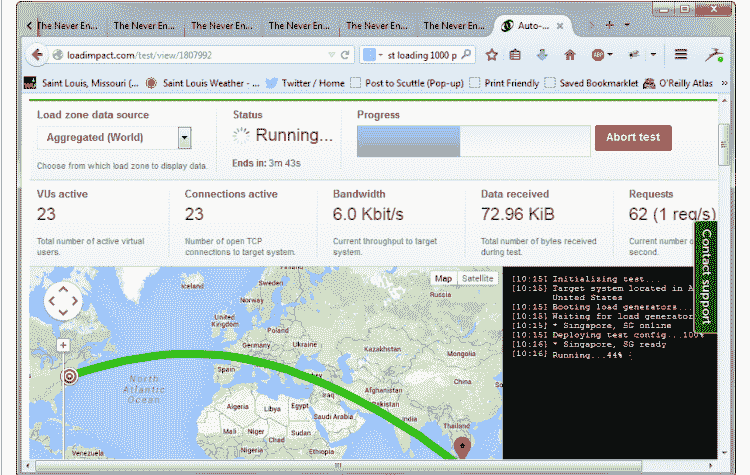 The Never En... The Never En... The Never En... The Never En... The Never En... The Never En... Auto-
loadimpact.com/test/view/1807992 st loading 1000 p
Saint Louis, Missouri (... Saint Louis Weather - ... Twitter / Home Post to Scuttle (Pop-up) Print Friendly Saved Bookmarklet O'Reilly Atlas »
Load zone data source
Aggregated (World)
Choose from which load zone to display data.
Status
Running...
Ends in: 3m 43s
Progress
Abort test
VUs active
23
Total number of active virtual
users.
Connections active
23
Number of open TCP
connections to target system.
Bandwidth
6.0 Kbit/s
Current throughput to target
system.
Data received
72.96 KiB
Total number of bytes received
during test.
Requests
62 (1 req/s)
Current number o
second.
Contact support
Map Satellite
Iceland
Sweden
Finland
Norway
Russia
United
Kingdom
Poland
Germany
Ukraine
Kazakhstan
Mongolia
Spain
Italy
Turkey
Afghanistan
Iraq
Pakistan
Algeria
Libya
Egypt
Saudi Arabia
India
Thailand
Mali
Niger
Sudan
Chad
Nigeria
Ethiopia
Venezuela
North
Atlantic
Ocean
[10:15] Initializing test...
[10:15] Target system located in A
United States
[10:15] Booting load generators...
[10:15] Waiting for load generator
[10:15] * Singapore, SG online
[10:15] Deploying test config...100%
[10:16] * Singapore, SG ready
[10:16] Running...44%